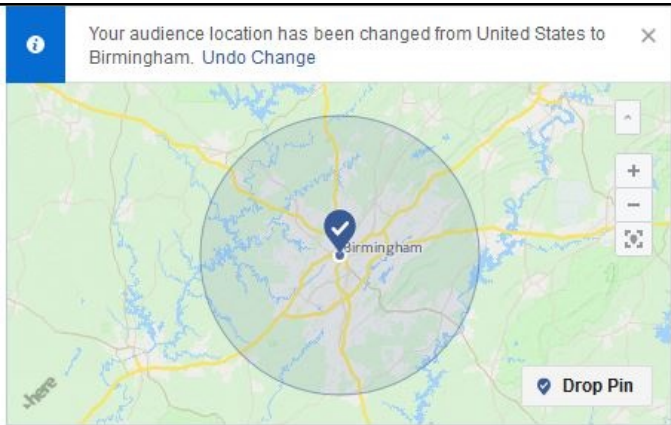 Your audience location has been changed from United States to
Birmingham. Undo Change
Birmingham
here
Drop Pin